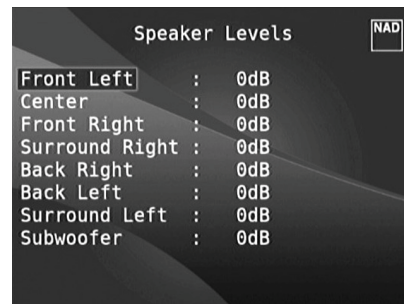 Speaker Levels
NAD
Front Left : 0dB
Center : 0dB
Front Right : 0dB
Surround Right : 0dB
Back Right : 0dB
Back Left : 0dB
Surround Left : 0dB
Subwoofer : 0dB